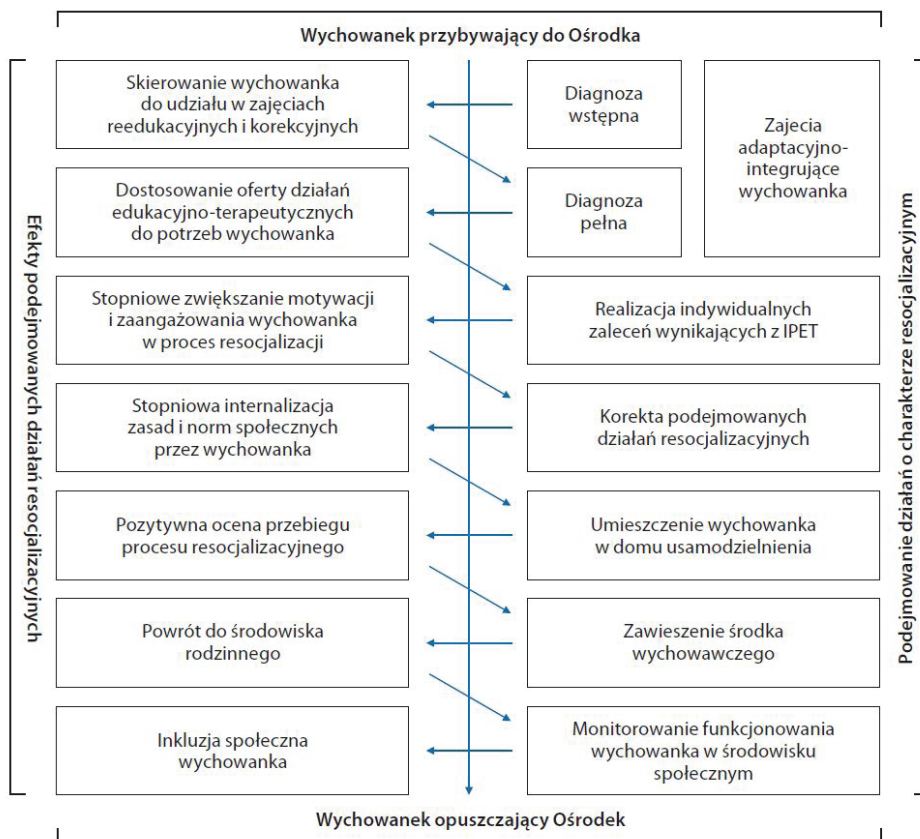 Wychowanek przybywający do Ośrodka
Efekty podejmowanych działań resocjalizacyjnych
Podejmowanie działań o charakterze resocjalizacyjnym
Skierowanie wychowanka
do udziału w zajęciach
reedukacyjnych i korekcyjnych
Diagnoza
wstępna
Zajecia
adaptacyjno-
integrujące
wychowanka
Dostosowanie oferty działań
edukacyjno-terapeutycznych
do potrzeb wychowanka
Diagnoza
pełna
Stopniowe zwiększanie motywacji
i zaangażowania wychowanka
w proces resocjalizacji
Realizacja indywidualnych
zaleceń wynikających z IPET
Stopniowa internalizacja
zasad i norm społecznych
przez wychowanka
Korekta podejmowanych
działań resocjalizacyjnych
Pozytywna ocena przebiegu
procesu resocjalizacyjnego
Umieszczenie wychowanka
w domu usamodzielnienia
Powrót do środowiska
rodzinnego
Zawieszenie środka
wychowawczego
Inkluzja społeczna
wychowanka
Monitorowanie funkcjonowania
wychowanka w środowisku
społecznym
Wychowanek opuszczający Ośrodek